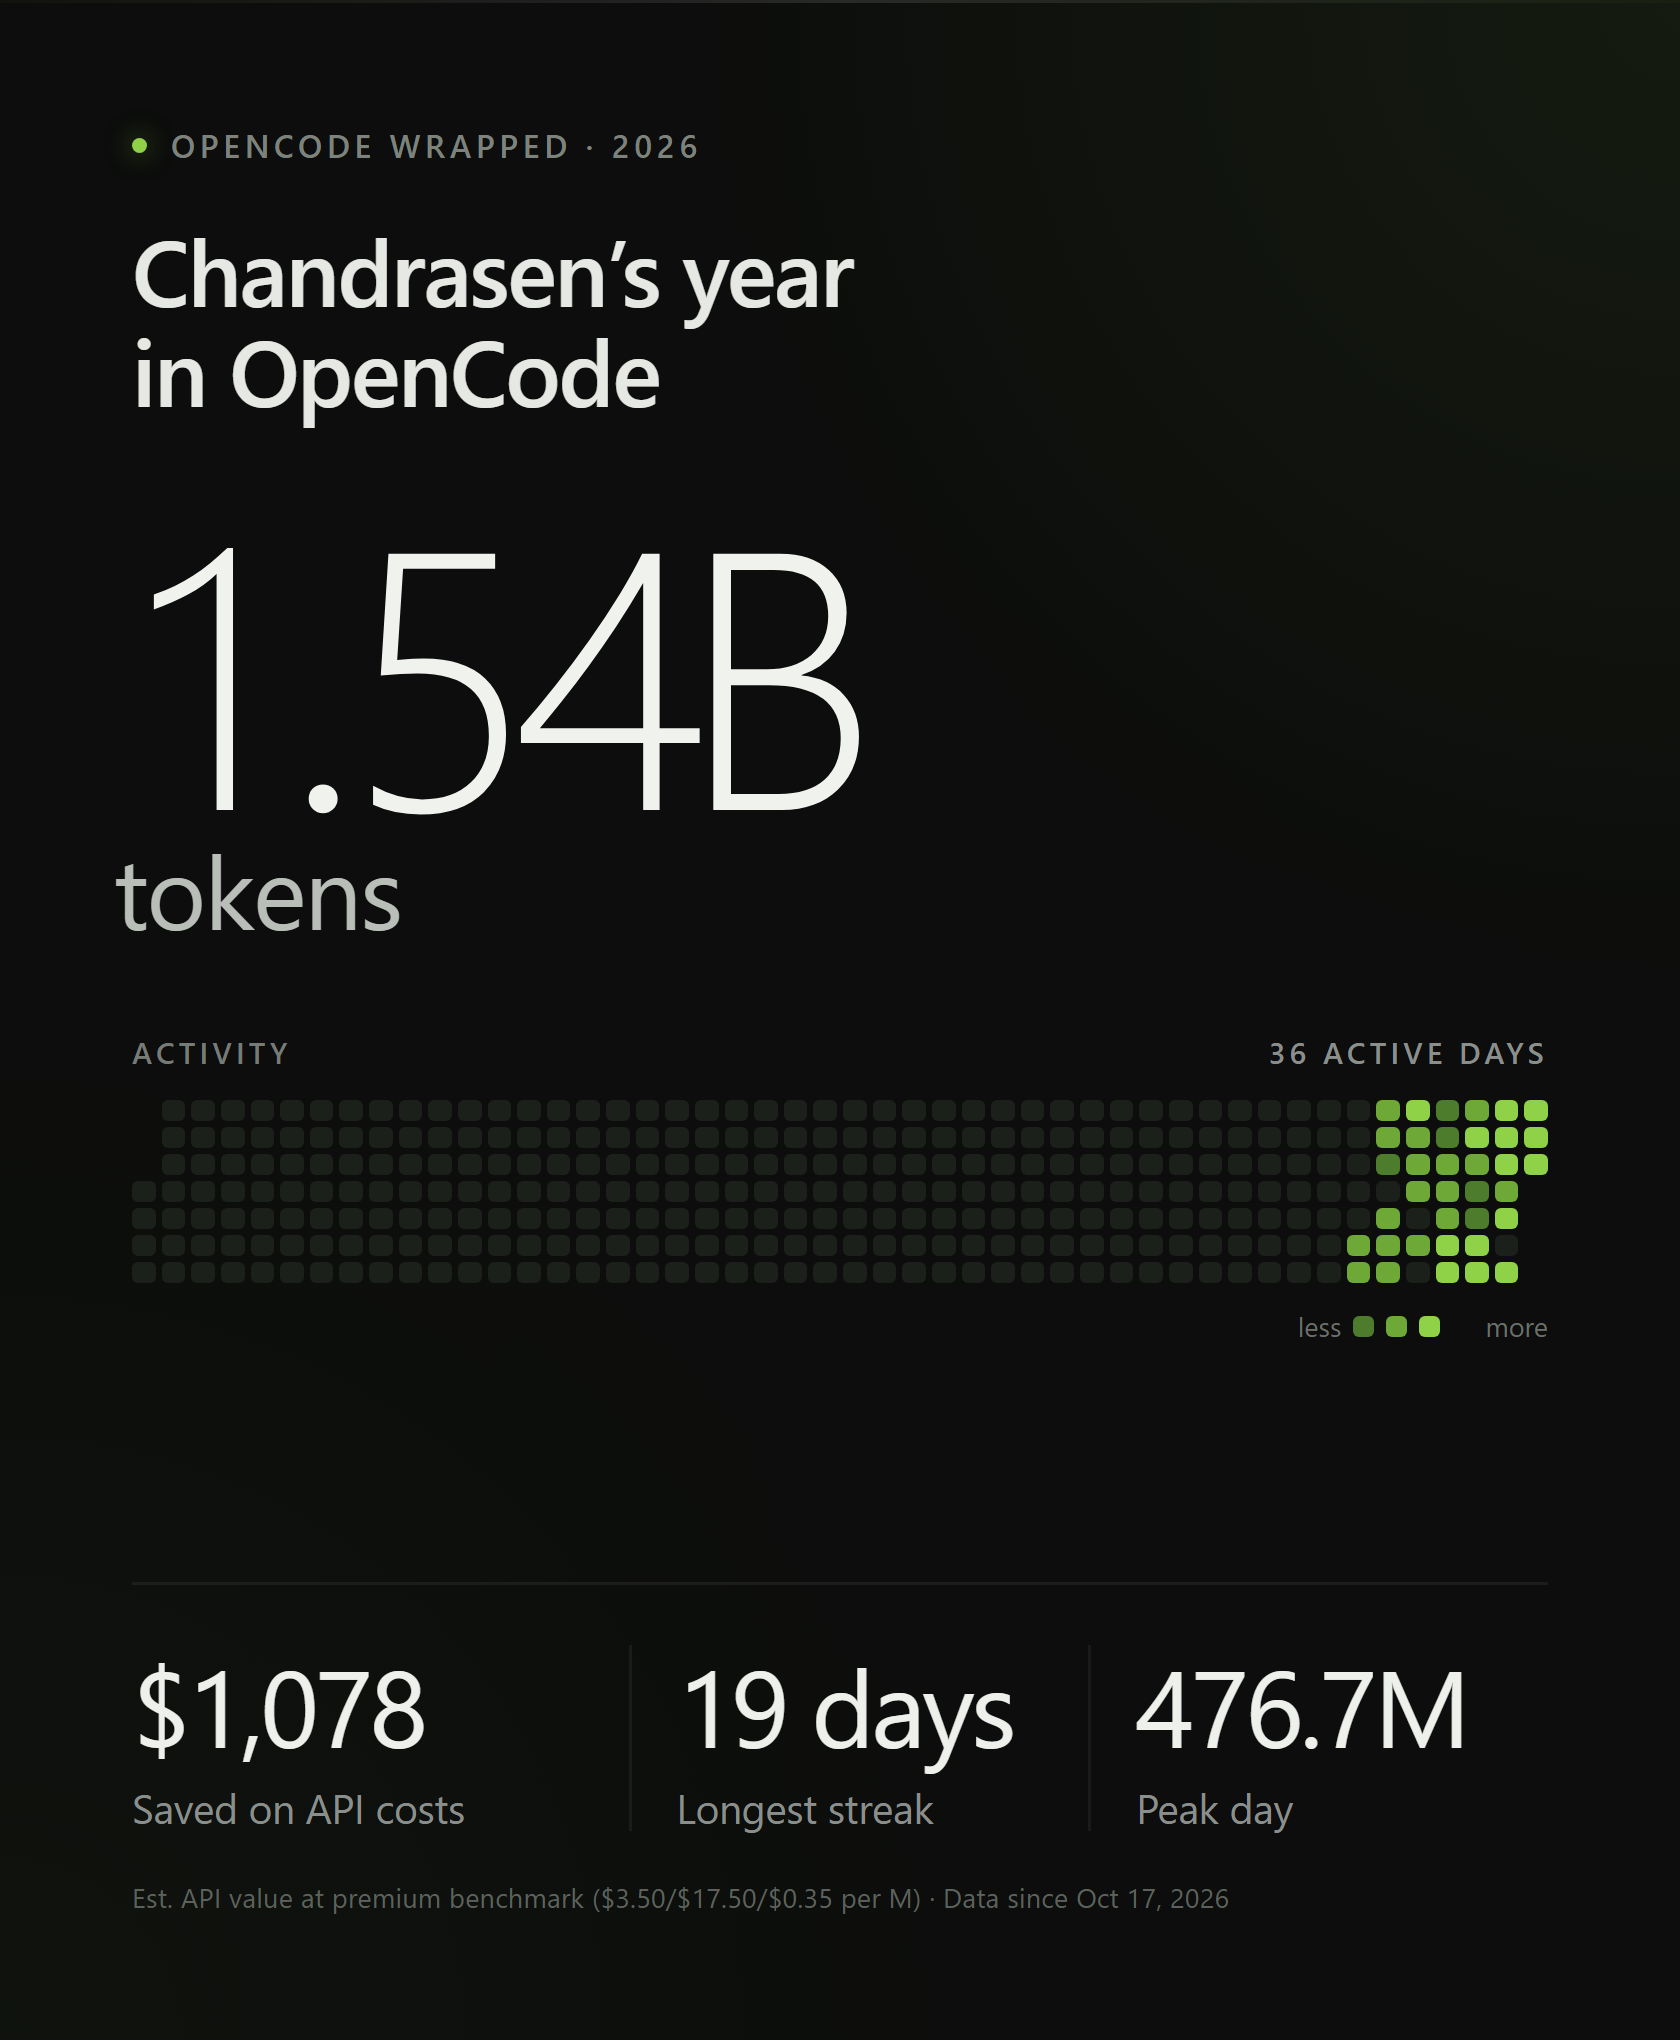 OPENCODE WRAPPED · 2026
Chandrasen’s year
in OpenCode
1.54B
tokens
ACTIVITY
36 ACTIVE DAYS
less
more
$1,078
Saved on API costs
19 days
Longest streak
476.7M
Peak day
Est. API value at premium benchmark ($3.50/$17.50/$0.35 per M) · Data since Oct 17, 2026